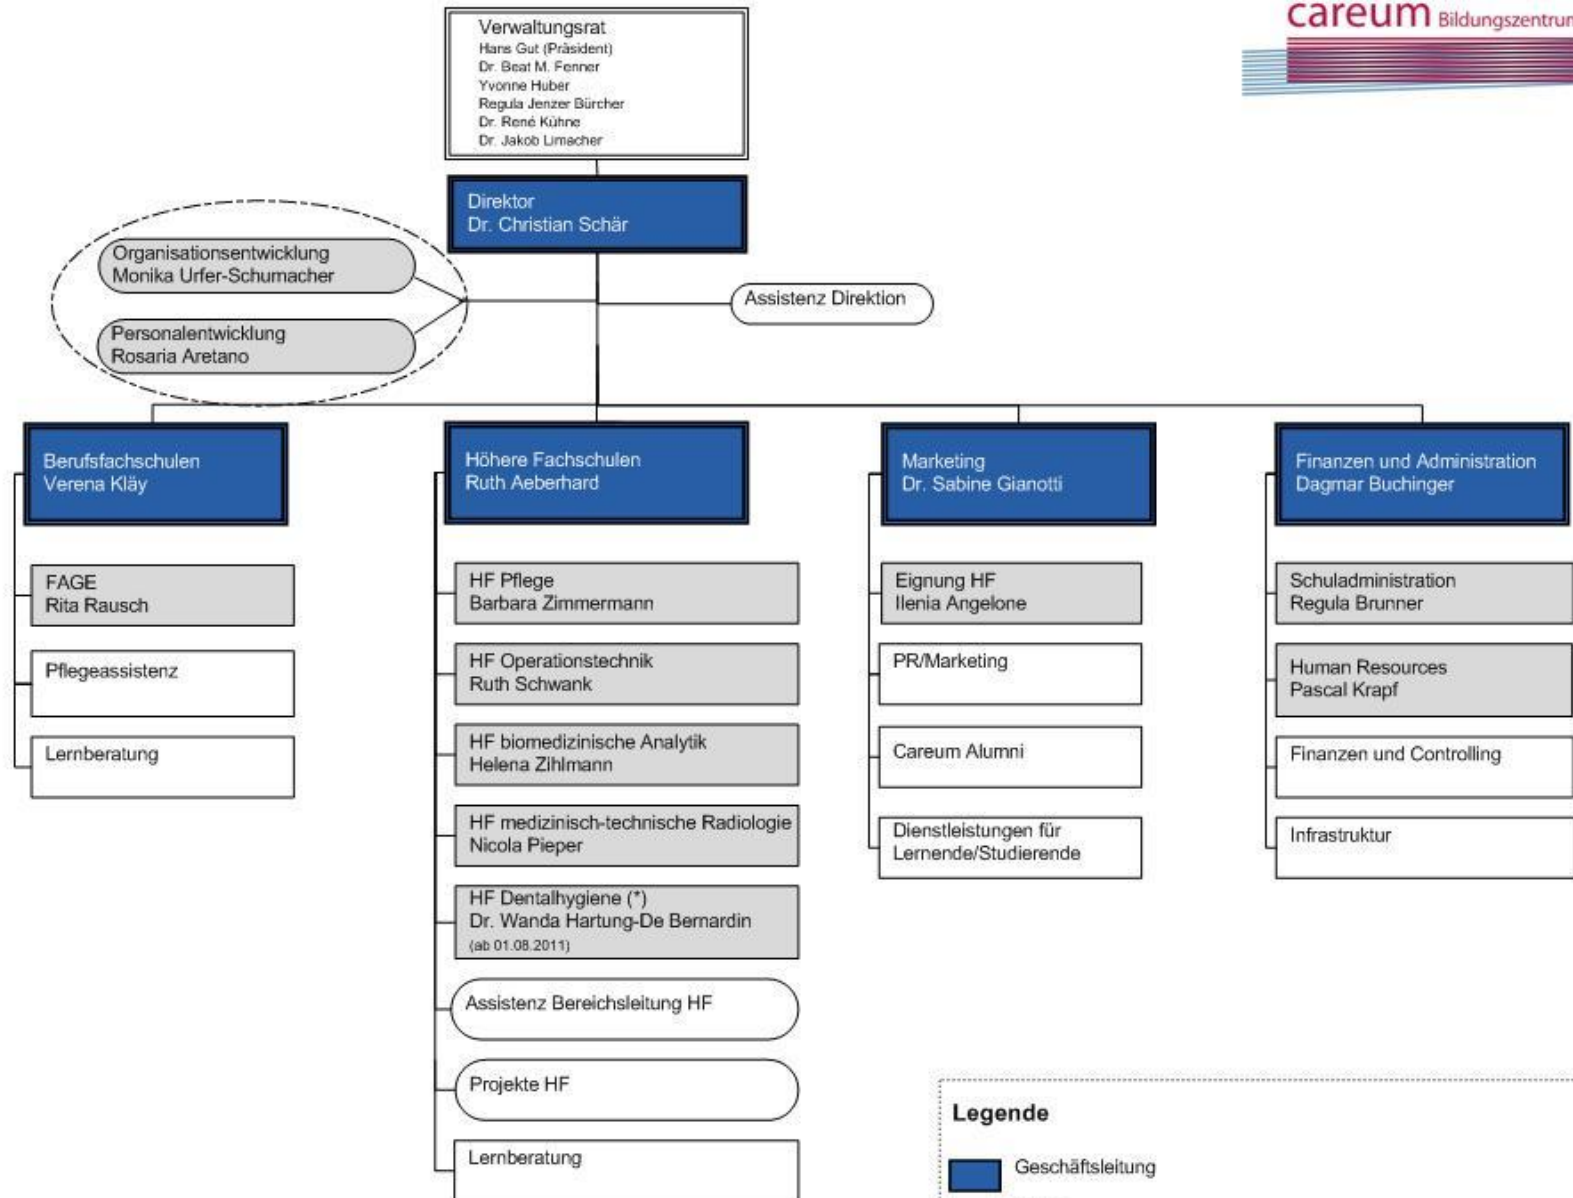 careum Bildungszentrum
Verwaltungsrat
Hans Gut (Präsident)
Dr. Beat M. Fenner
Yvonne Huber
Regula Jenzer Bürcher
Dr. René Kühne
Dr. Jakob Limacher
Direktor
Dr. Christian Schär
Organisationsentwicklung
Monika Urfer-Schumacher
Personalentwicklung
Rosaria Aretano
Assistenz Direktion
Berufsfachschulen
Verena Kläy
FAGE
Rita Rausch
Pflegeassistenz
Lernberatung
Höhere Fachschulen
Ruth Aeberhard
HF Pflege
Barbara Zimmermann
HF Operationstechnik
Ruth Schwank
HF biomedizinische Analytik
Helena Zihlmann
HF medizinisch-technische Radiologie
Nicola Pieper
HF Dentalhygiene (*)
Dr. Wanda Hartung-De Bernardin
(ab 01.08.2011)
Assistenz Bereichsleitung HF
Projekte HF
Lernberatung
Marketing
Dr. Sabine Gianotti
Eignung HF
Ilenia Angelone
PR/Marketing
Careum Alumni
Dienstleistungen für
Lernende/Studierende
Finanzen und Administration
Dagmar Buchinger
Schuladministration
Regula Brunner
Human Resources
Pascal Krapf
Finanzen und Controlling
Infrastruktur
Legende
Geschäftsleitung